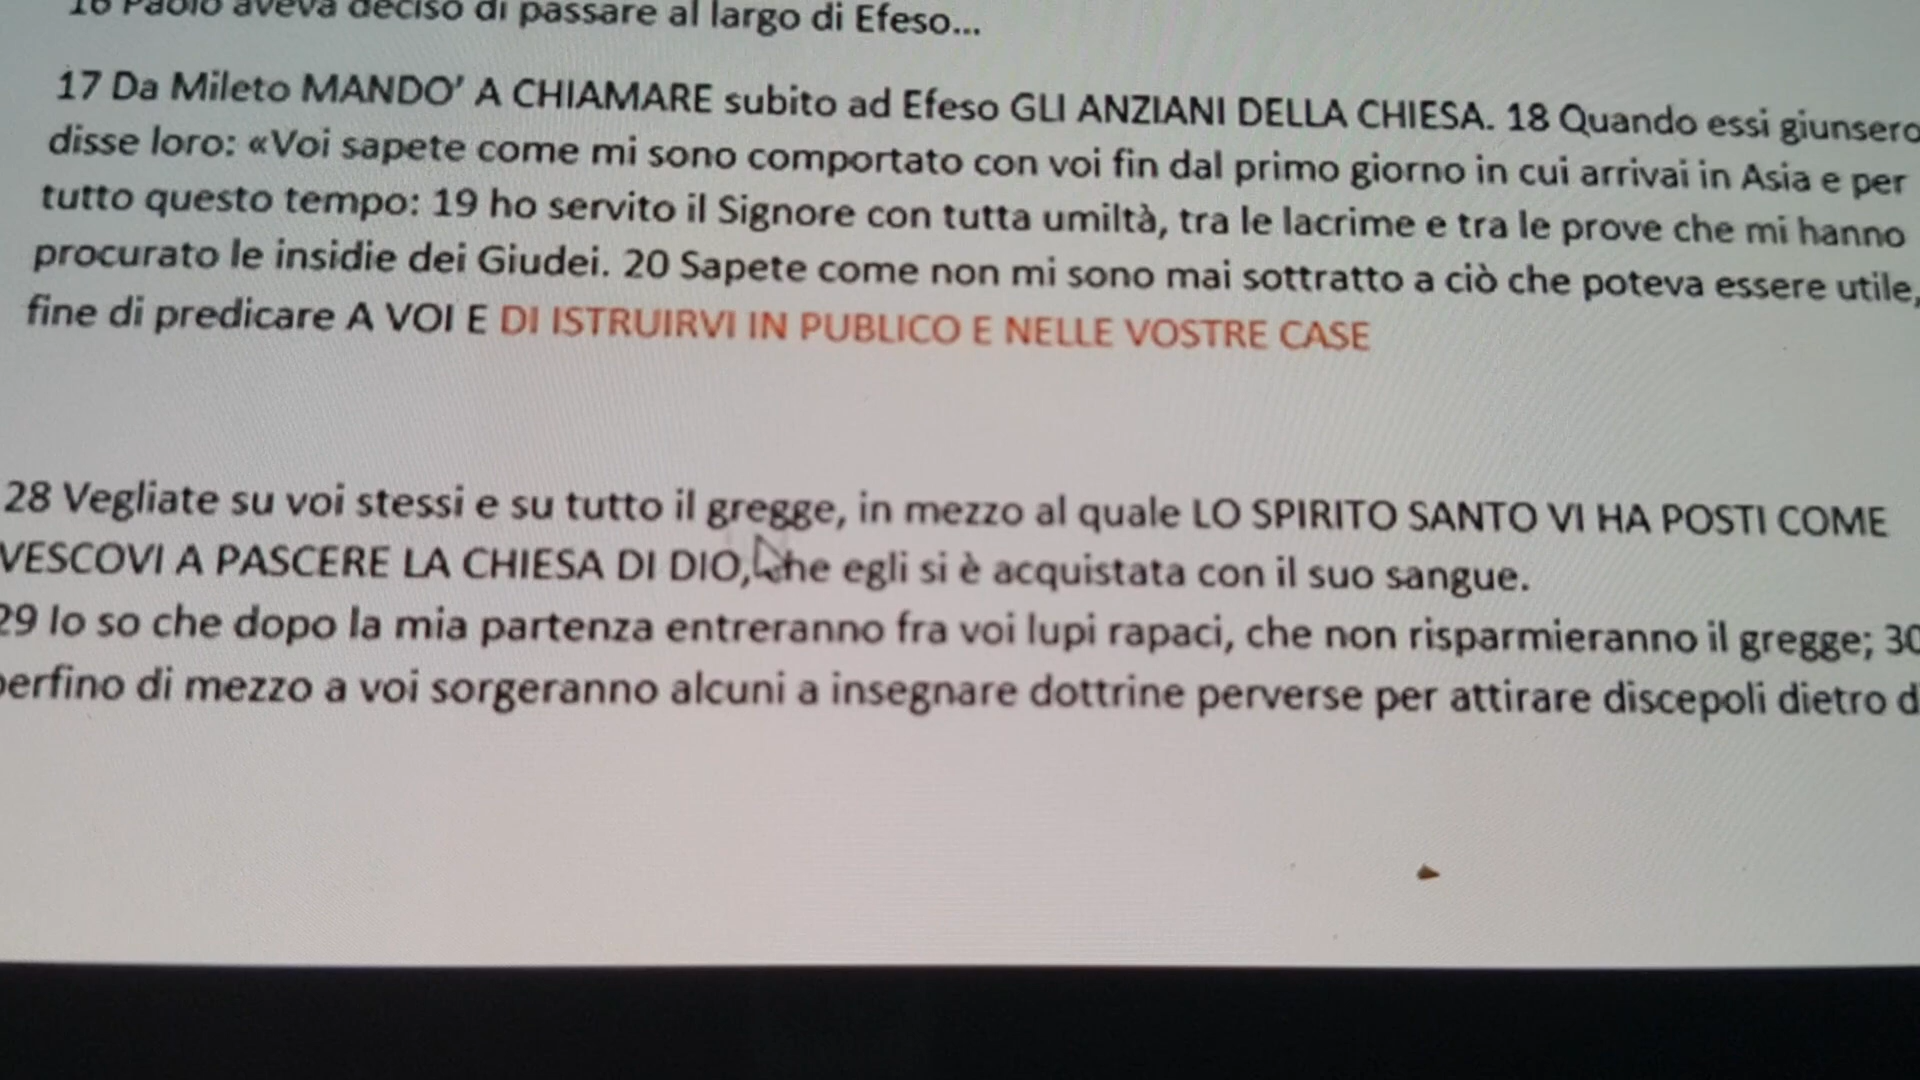 16 Paolo aveva deciso di passare al largo di Efeso...
17 Da Mileto MANDO' A CHIAMARE subito ad Efeso GLI ANZIANI DELLA CHIESA. 18 Quando essi giunsero
disse loro: «Voi sapete come mi sono comportato con voi fin dal primo giorno in cui arrivai in Asia e per
tutto questo tempo: 19 ho servito il Signore con tutta umiltà, tra le lacrime e tra le prove che mi hanno
procurato le insidie dei Giudei. 20 Sapete come non mi sono mai sottratto a ciò che poteva essere utile,
fine di predicare A VOI E DI ISTRUIRVI IN PUBLICO E NELLE VOSTRE CASE
28 Vegliate su voi stessi e su tutto il gregge, in mezzo al quale LO SPIRITO SANTO VI HA POSTI COME
VESCOVI A PASCERE LA CHIESA DI DIO, che egli si è acquistata con il suo sangue.
29 Io so che dopo la mia partenza entreranno fra voi lupi rapaci, che non risparmieranno il gregge; 30
perfino di mezzo a voi sorgeranno alcuni a insegnare dottrine perverse per attirare discepoli dietro d